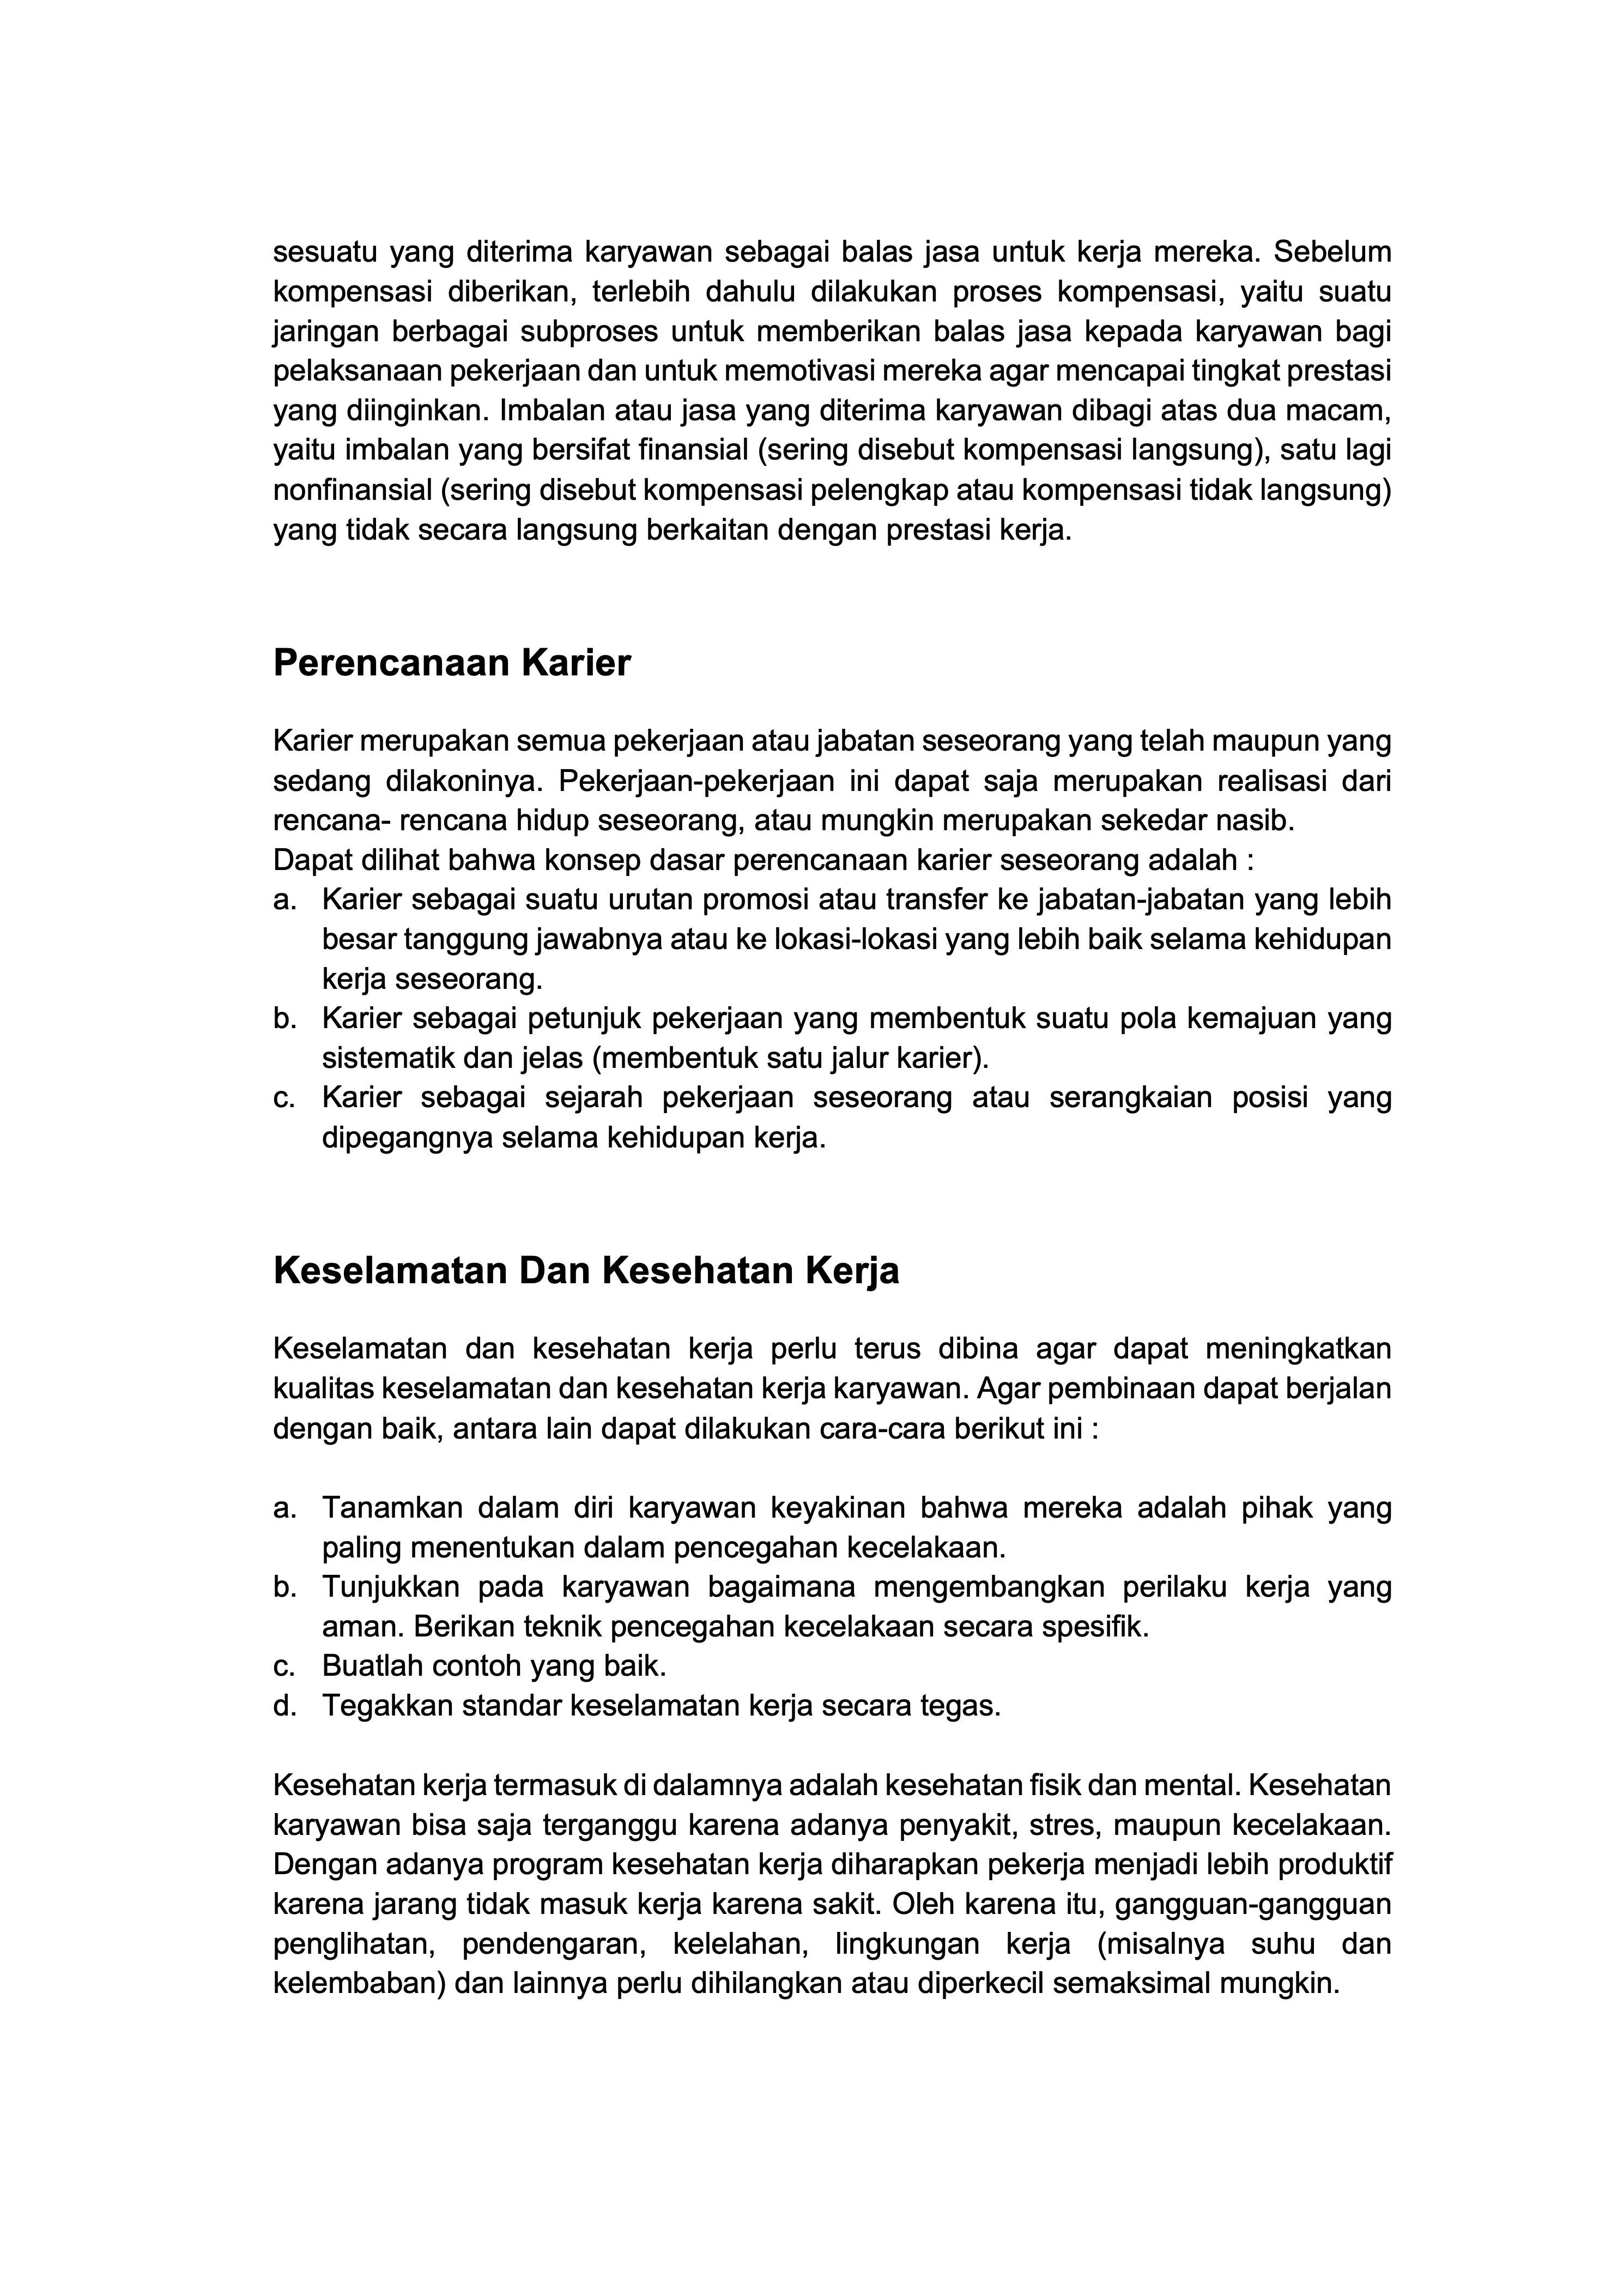 sesuatu yang diterima karyawan sebagai balas jasa untuk kerja mereka. Sebelum
kompensasi diberikan, terlebih dahulu dilakukan proses kompensasi, yaitu suatu
jaringan berbagai subproses untuk memberikan balas jasa kepada karyawan bagi
pelaksanaan pekerjaan dan untuk memotivasi mereka agar mencapai tingkat prestasi
yang diinginkan. Imbalan atau jasa yang diterima karyawan dibagi atas dua macam,
yaitu imbalan yang bersifat finansial (sering disebut kompensasi langsung), satu lagi
nonfinansial (sering disebut kompensasi pelengkap atau kompensasi tidak langsung)
yang tidak secara langsung berkaitan dengan prestasi kerja.
Perencanaan Karier
Karier merupakan semua pekerjaan atau jabatan seseorang yang telah maupun yang
sedang dilakoninya. Pekerjaan-pekerjaan ini dapat saja merupakan realisasi dari
rencana- rencana hidup seseorang, atau mungkin merupakan sekedar nasib.
Dapat dilihat bahwa konsep dasar perencanaan karier seseorang adalah :
a. Karier sebagai suatu urutan promosi atau transfer ke jabatan-jabatan yang lebih
besar tanggung jawabnya atau ke lokasi-lokasi yang lebih baik selama kehidupan
kerja seseorang.
b. Karier sebagai petunjuk pekerjaan yang membentuk suatu pola kemajuan yang
sistematik dan jelas (membentuk satu jalur karier).
c. Karier sebagai sejarah pekerjaan seseorang atau serangkaian posisi yang
dipegangnya selama kehidupan kerja.
Keselamatan Dan Kesehatan Kerja
Keselamatan dan kesehatan kerja perlu terus dibina agar dapat meningkatkan
kualitas keselamatan dan kesehatan kerja karyawan. Agar pembinaan dapat berjalan
dengan baik, antara lain dapat dilakukan cara-cara berikut ini :
a. Tanamkan dalam diri karyawan keyakinan bahwa mereka adalah pihak yang
paling menentukan dalam pencegahan kecelakaan.
b. Tunjukkan pada karyawan bagaimana mengembangkan perilaku kerja yang
aman. Berikan teknik pencegahan kecelakaan secara spesifik.
c. Buatlah contoh yang baik.
d. Tegakkan standar keselamatan kerja secara tegas.
Kesehatan kerja termasuk di dalamnya adalah kesehatan fisik dan mental. Kesehatan
karyawan bisa saja terganggu karena adanya penyakit, stres, maupun kecelakaan.
Dengan adanya program kesehatan kerja diharapkan pekerja menjadi lebih produktif
karena jarang tidak masuk kerja karena sakit. Oleh karena itu, gangguan-gangguan
penglihatan, pendengaran, kelelahan, lingkungan kerja (misalnya suhu dan
kelembaban) dan lainnya perlu dihilangkan atau diperkecil semaksimal mungkin.